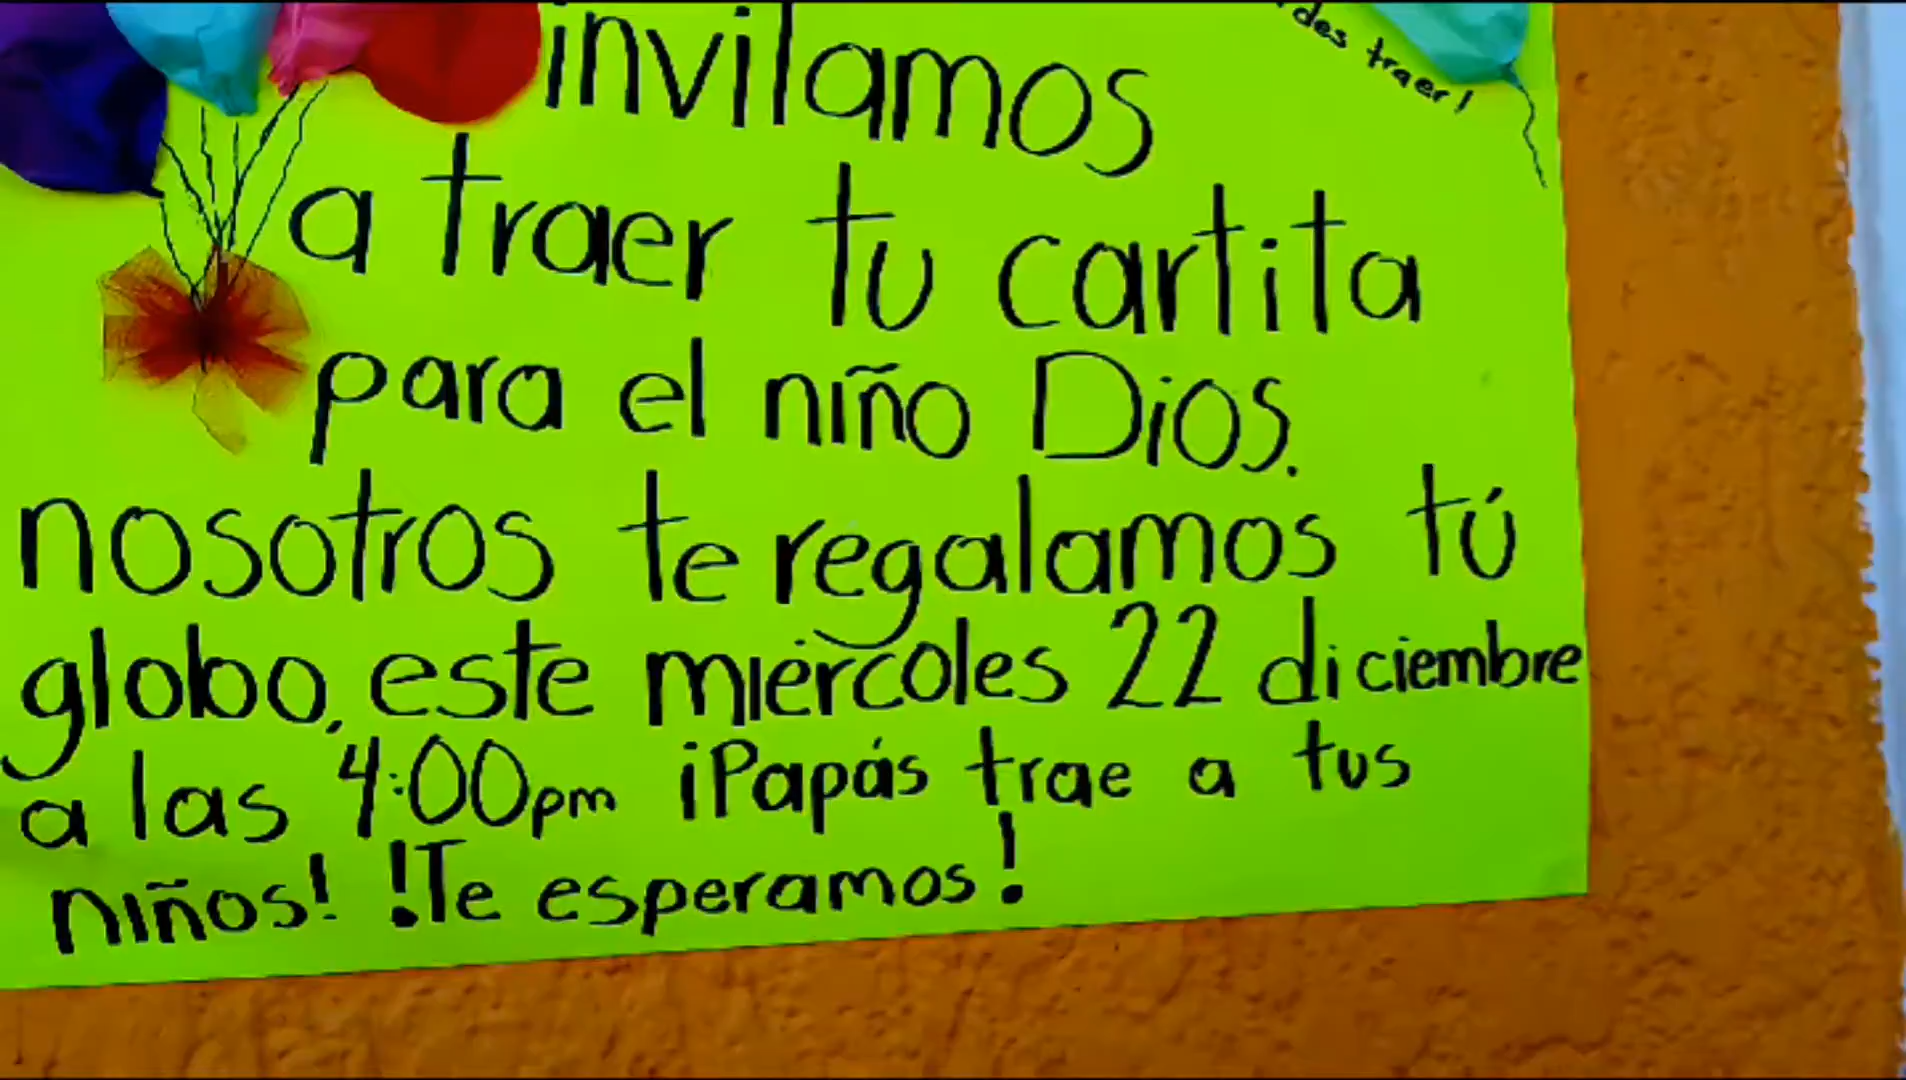 invitamos
des traer!
a traer tu cartita
para el niño Dios.
nosotros te regalamos tú
globo, este miércoles 22 diciembre
a las 4:00pm ¡Papás trae a tus
niños! !Te esperamos!